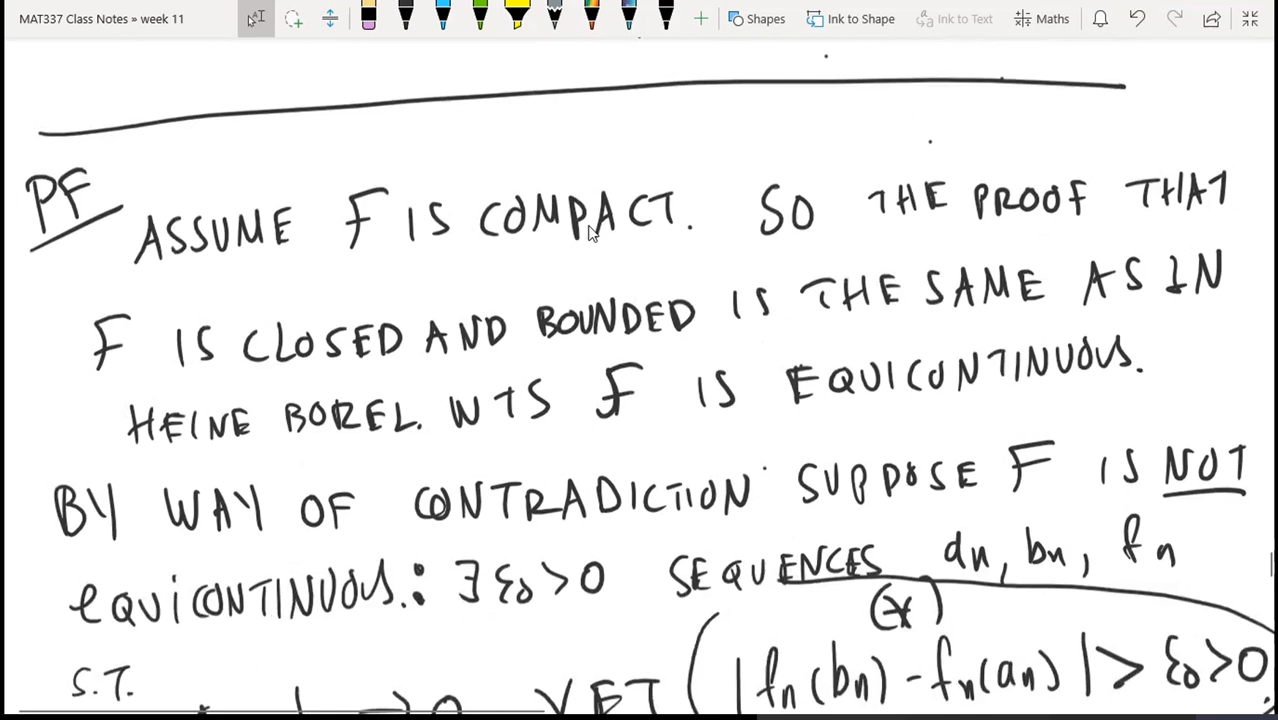 MAT337 Class Notes » week 11
Shapes Ink to Shape Ink to Text Maths
PF
ASSUME F IS COMPACT. SO THE PROOF THAT
F IS CLOSED AND BOUNDED IS THE SAME AS IN
HEINE BOREL. WTS F IS EQUICONTINUOUS.
BY WAY OF CONTRADICTION SUPPOSE F IS NOT
equiCONTINUOUS.: ∃ ε₀ > 0 SEQUENCES an, bn, fn
(*)
S.T. → 0 YET ( | fn(bn) - fn(an) | > ε₀ > 0